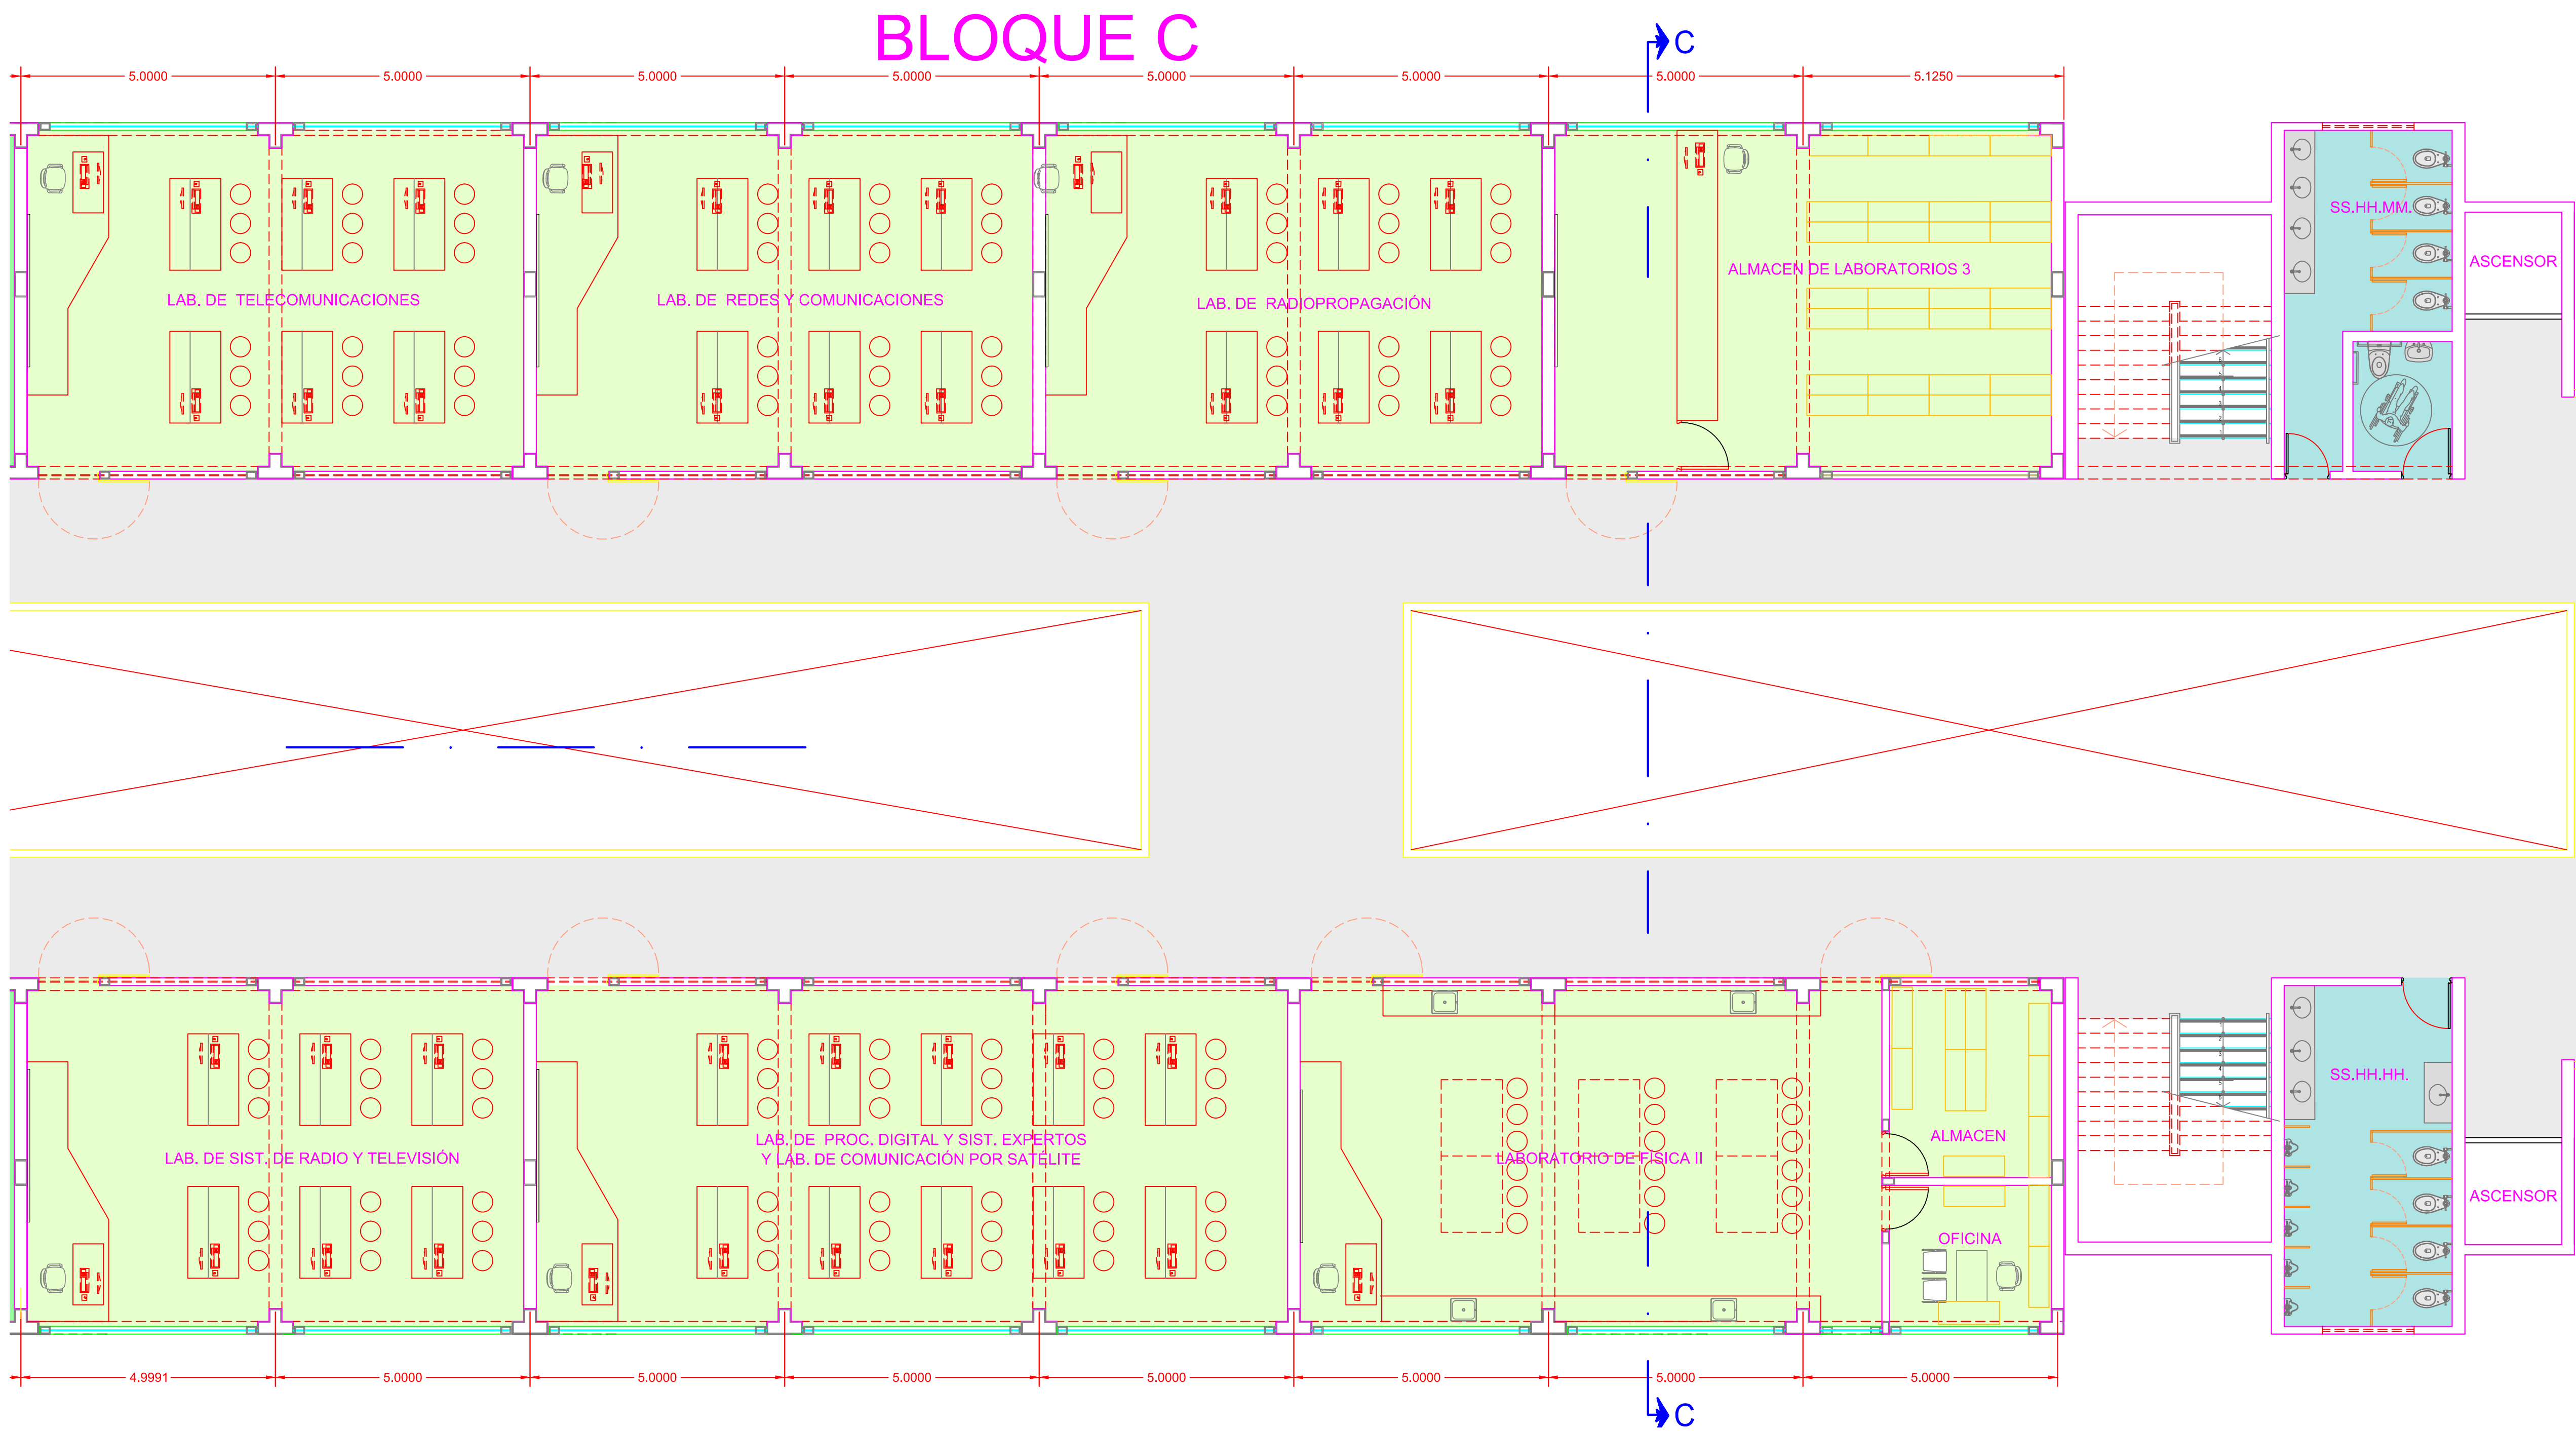 BLOQUE C
C
5.0000
5.0000
5.0000
5.0000
5.0000
5.0000
5.0000
5.1250
SS.HH.MM.
ASCENSOR
ALMACEN DE LABORATORIOS 3
LAB. DE TELECOMUNICACIONES
LAB. DE REDES Y COMUNICACIONES
LAB. DE RADIOPROPAGACIÓN
LAB. DE SIST. DE RADIO Y TELEVISIÓN
LAB. DE PROC. DIGITAL Y SIST. EXPERTOS
Y LAB. DE COMUNICACIÓN POR SATÉLITE
LABORATORIO DE FISICA II
ALMACEN
OFICINA
SS.HH.HH.
ASCENSOR
4.9991
5.0000
5.0000
5.0000
5.0000
5.0000
5.0000
5.0000
C